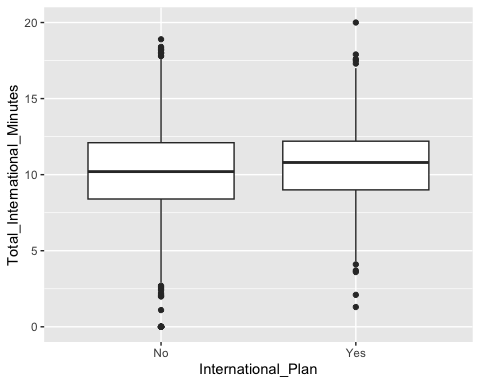 Total_International_Minutes
20
15
10
5
0
No
Yes
International_Plan